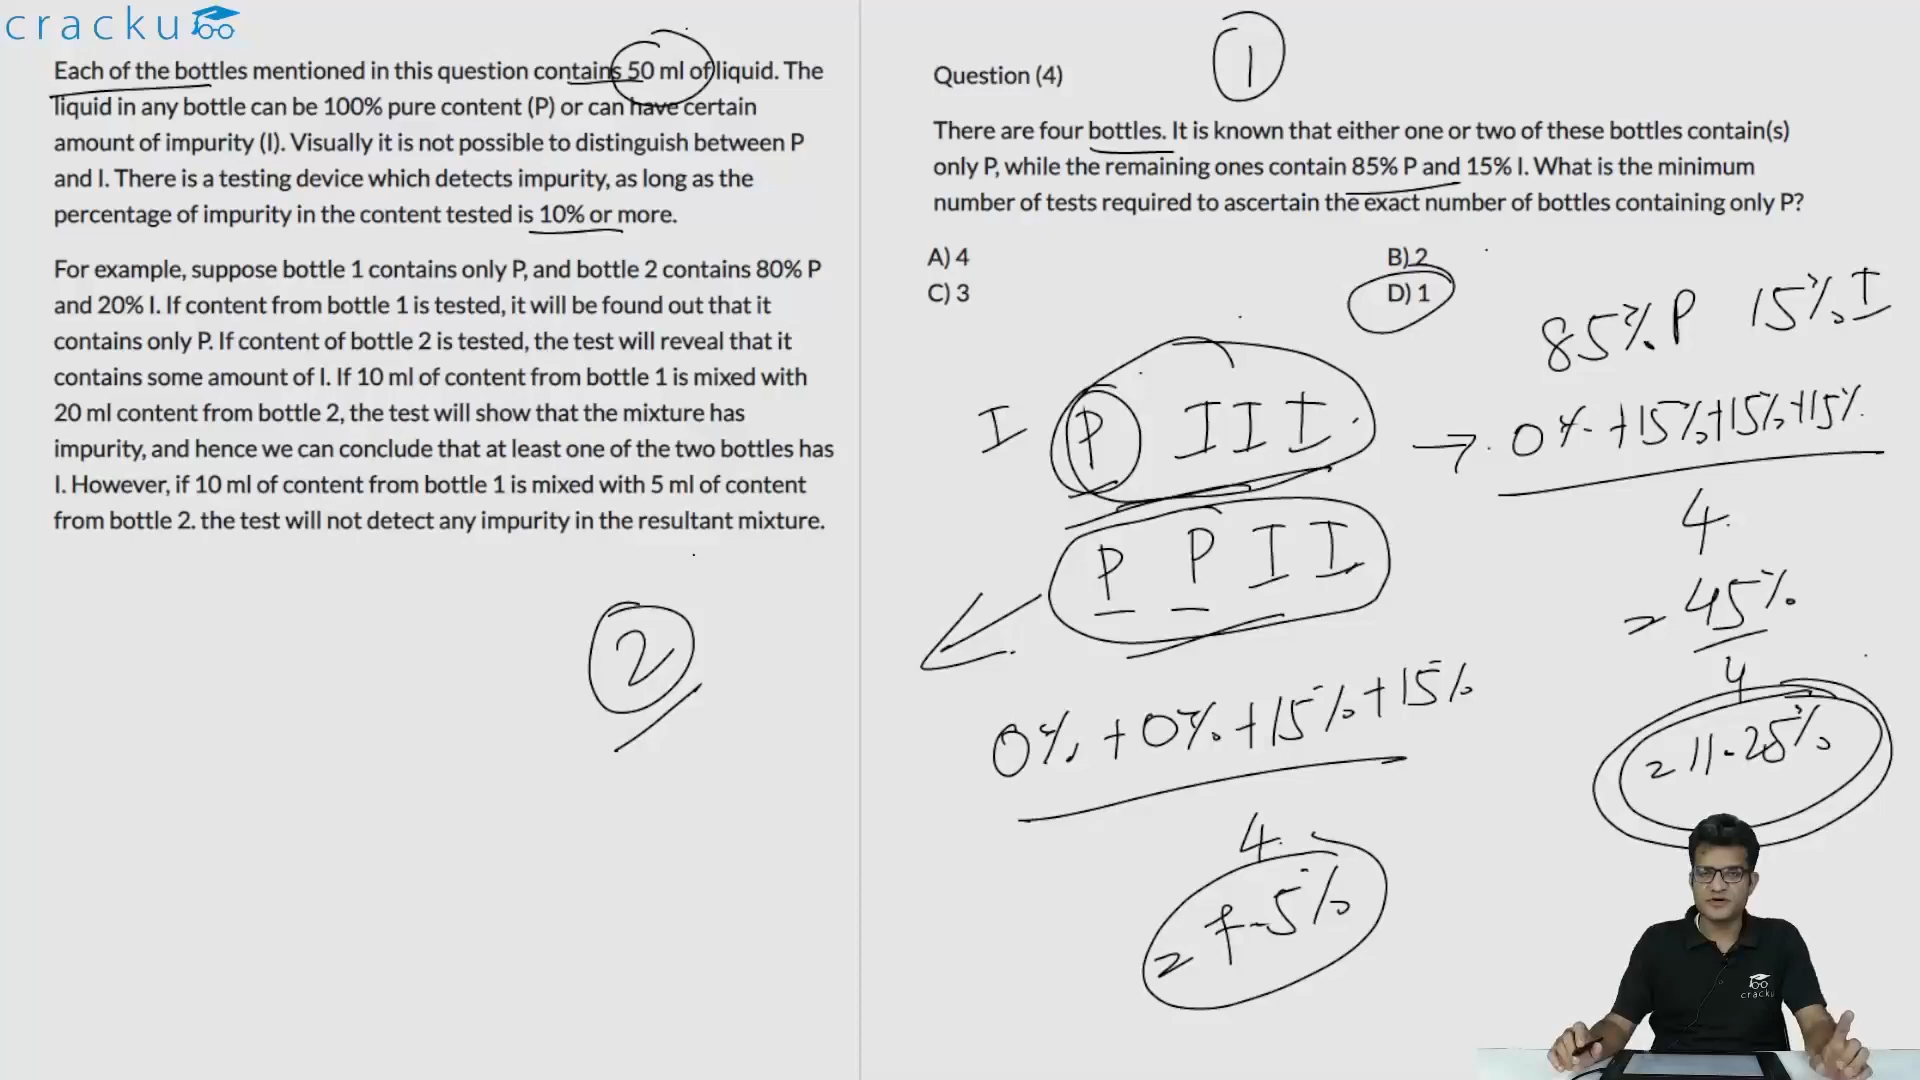 cracku
Each of the bottles mentioned in this question contains 50 ml of liquid. The
liquid in any bottle can be 100% pure content (P) or can have certain
amount of impurity (I). Visually it is not possible to distinguish between P
and I. There is a testing device which detects impurity, as long as the
percentage of impurity in the content tested is 10% or more.
For example, suppose bottle 1 contains only P, and bottle 2 contains 80% P
and 20% I. If content from bottle 1 is tested, it will be found out that it
contains only P. If content of bottle 2 is tested, the test will reveal that it
contains some amount of I. If 10 ml of content from bottle 1 is mixed with
20 ml content from bottle 2, the test will show that the mixture has
impurity, and hence we can conclude that at least one of the two bottles has
I. However, if 10 ml of content from bottle 1 is mixed with 5 ml of content
from bottle 2. the test will not detect any impurity in the resultant mixture.
2
1
Question (4)
There are four bottles. It is known that either one or two of these bottles contain(s)
only P, while the remaining ones contain 85% P and 15% I. What is the minimum
number of tests required to ascertain the exact number of bottles containing only P?
A) 4
B) 2
C) 3
D) 1
85% P 15% I
I P I I I
0% + 15% + 15% + 15%
4
= 45%
4
= 11.25%
P P I I
0% + 0% + 15% + 15%
4
= 7.5%
cracku